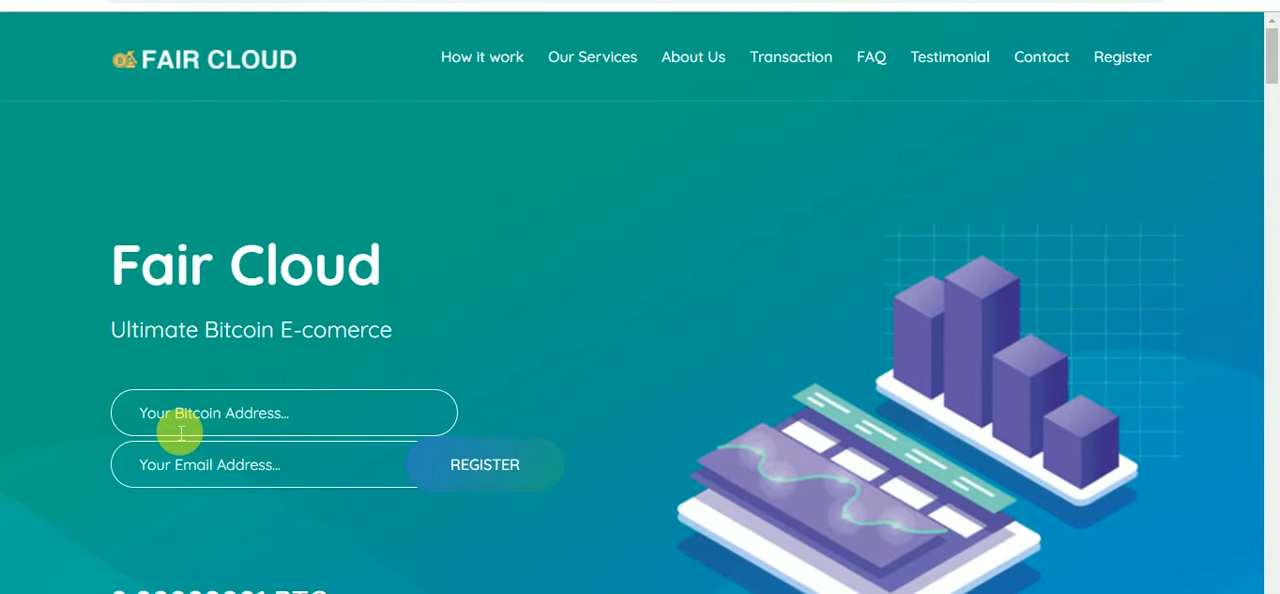 FAIR CLOUD
How it work
Our Services
About Us
Transaction
FAQ
Testimonial
Contact
Register
Fair Cloud
Ultimate Bitcoin E-comerce
Your Bitcoin Address...
Your Email Address...
REGISTER